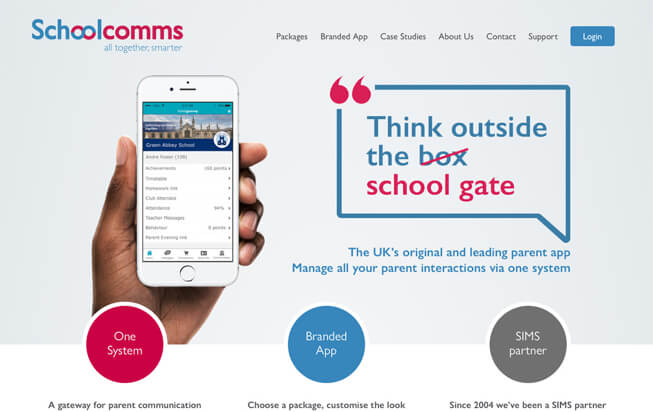 Schoolcomms
all together, smarter
Packages Branded App Case Studies About Us Contact Support Login
Green Abbey School
Andre Foster (13B)
Achievements 150 points
Timetable
Homework link
Club Attended
Attendance 94%
Teacher Messages
Behaviour 0 points
Parent Evening link
Think outside
the box
school gate
The UK's original and leading parent app
Manage all your parent interactions via one system
One
System
Branded
App
SIMS
partner
A gateway for parent communication
Choose a package, customise the look
Since 2004 we've been a SIMS partner